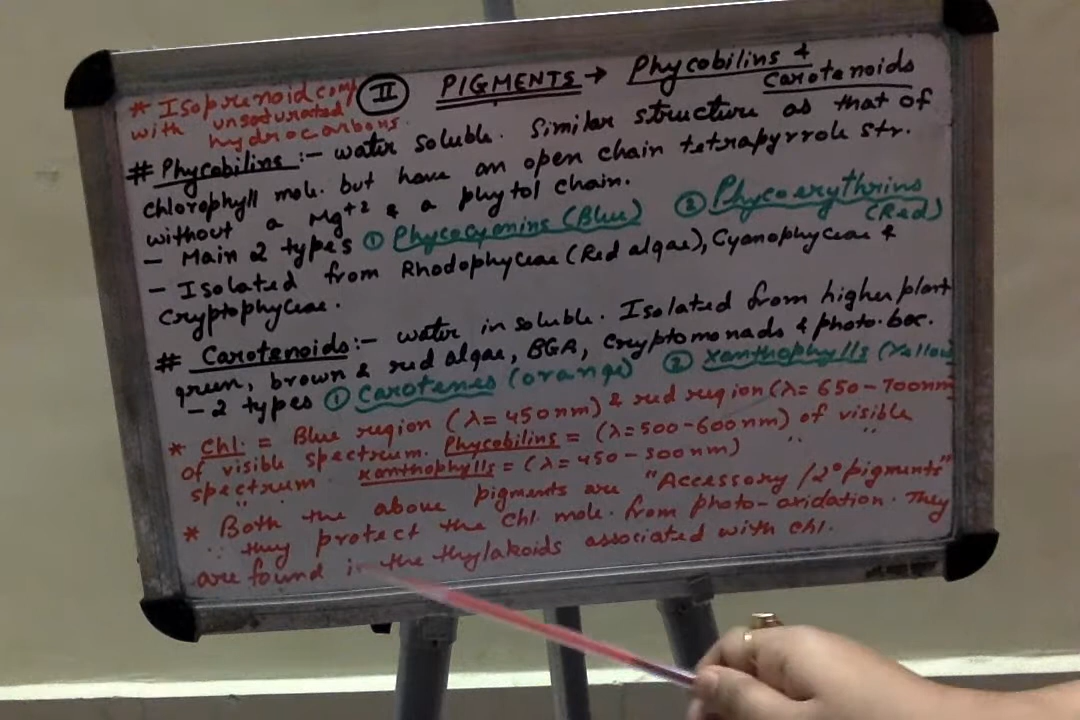 * Isoprenoid comp
with unsaturated
hydrocarbons.
II PIGMENTS → Phycobilins &
carotenoids
# Phycobilins :- water soluble. Similar structure as that of
chlorophyll mole. but have an open chain tetrapyrrole str.
without a Mg+2 & a phytol chain.
- Main 2 types ① Phycocyanins (Blue) ② Phycoerythrins (Red)
- Isolated from Rhodophyceae (Red algae), Cyanophyceae &
cryptophyceae.
# Carotenoids :- water in soluble. Isolated from higher plant
green, brown & red algae, BGA, cryptomonads & photo. bac.
- 2 types ① Carotenes (orange) ② Xanthophylls (Yellow
* Chl. = Blue region (λ= 450nm) & red region (λ= 650-700nm
of visible spectrum. Phycobilins = (λ=500-600nm) of visible
spectrum. xanthophylls = (λ= 450-500nm) " "
* Both the above pigments are "Accessory /2° pigments"
∵ they protect the Chl. mole. from photo-oxidation. They
are found in the thylakoids associated with chl.